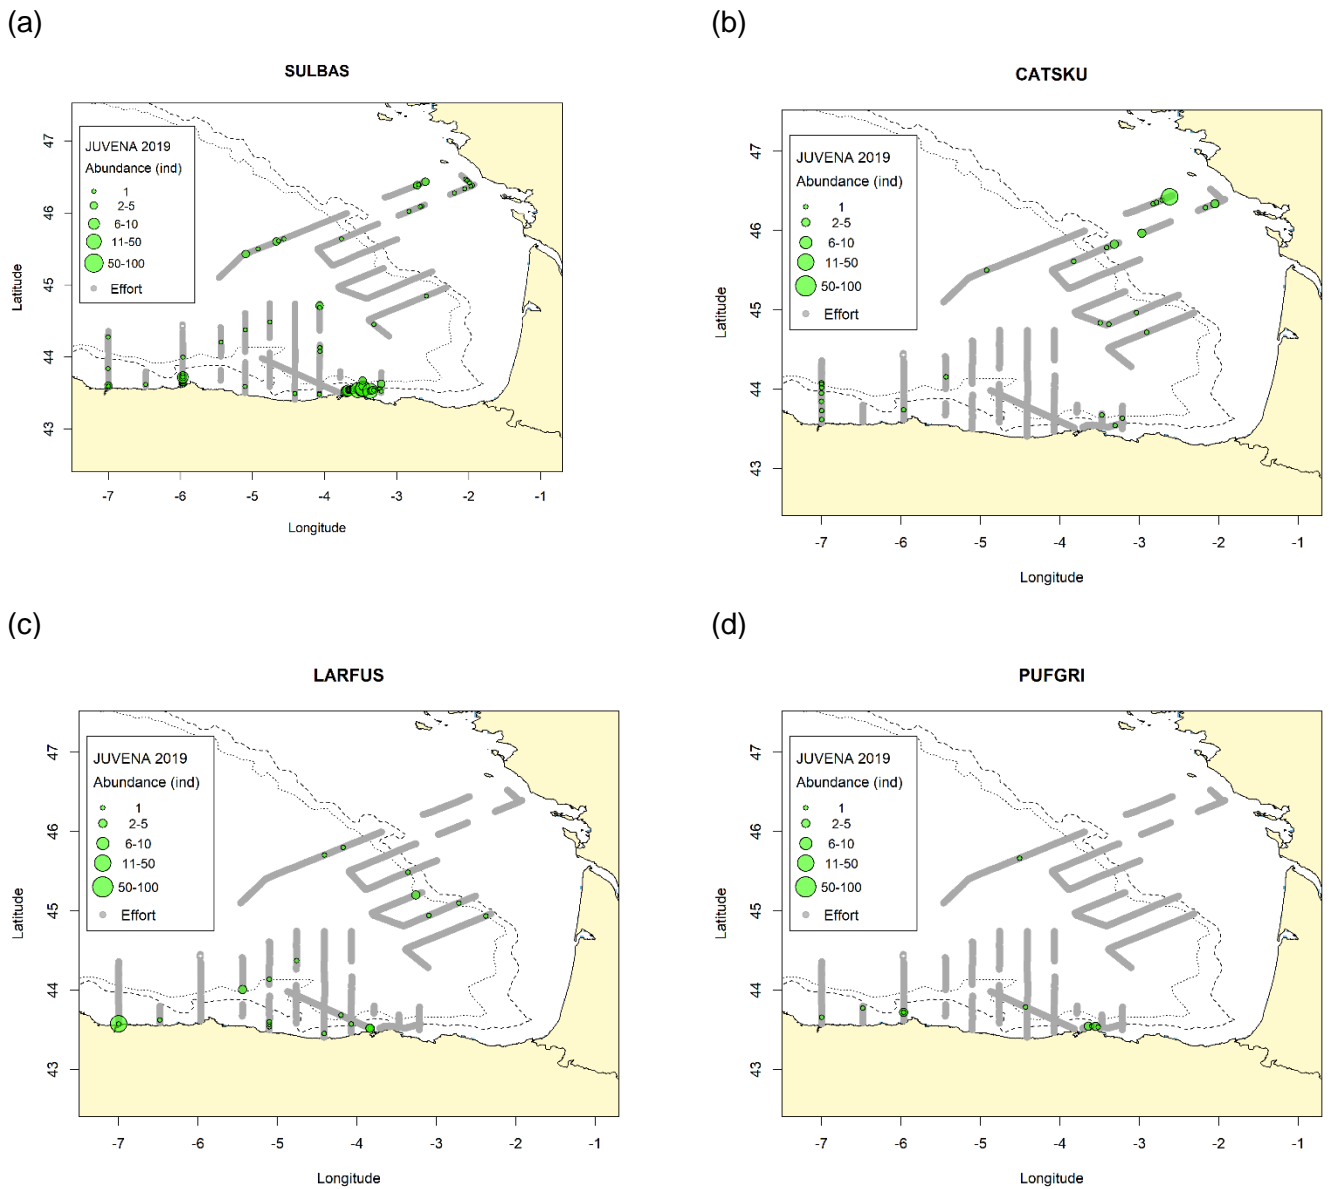 (a)
SULBAS
JUVENA 2019
Abundance (ind)
1
2-5
6-10
11-50
50-100
Effort
47
46
45
44
43
Latitude
-7 -6 -5 -4 -3 -2 -1
Longitude
(b)
CATSKU
JUVENA 2019
Abundance (ind)
1
2-5
6-10
11-50
50-100
Effort
47
46
45
44
43
Latitude
-7 -6 -5 -4 -3 -2 -1
Longitude
(c)
LARFUS
JUVENA 2019
Abundance (ind)
1
2-5
6-10
11-50
50-100
Effort
47
46
45
44
43
Latitude
-7 -6 -5 -4 -3 -2 -1
Longitude
(d)
PUFGRI
JUVENA 2019
Abundance (ind)
1
2-5
6-10
11-50
50-100
Effort
47
46
45
44
43
Latitude
-7 -6 -5 -4 -3 -2 -1
Longitude